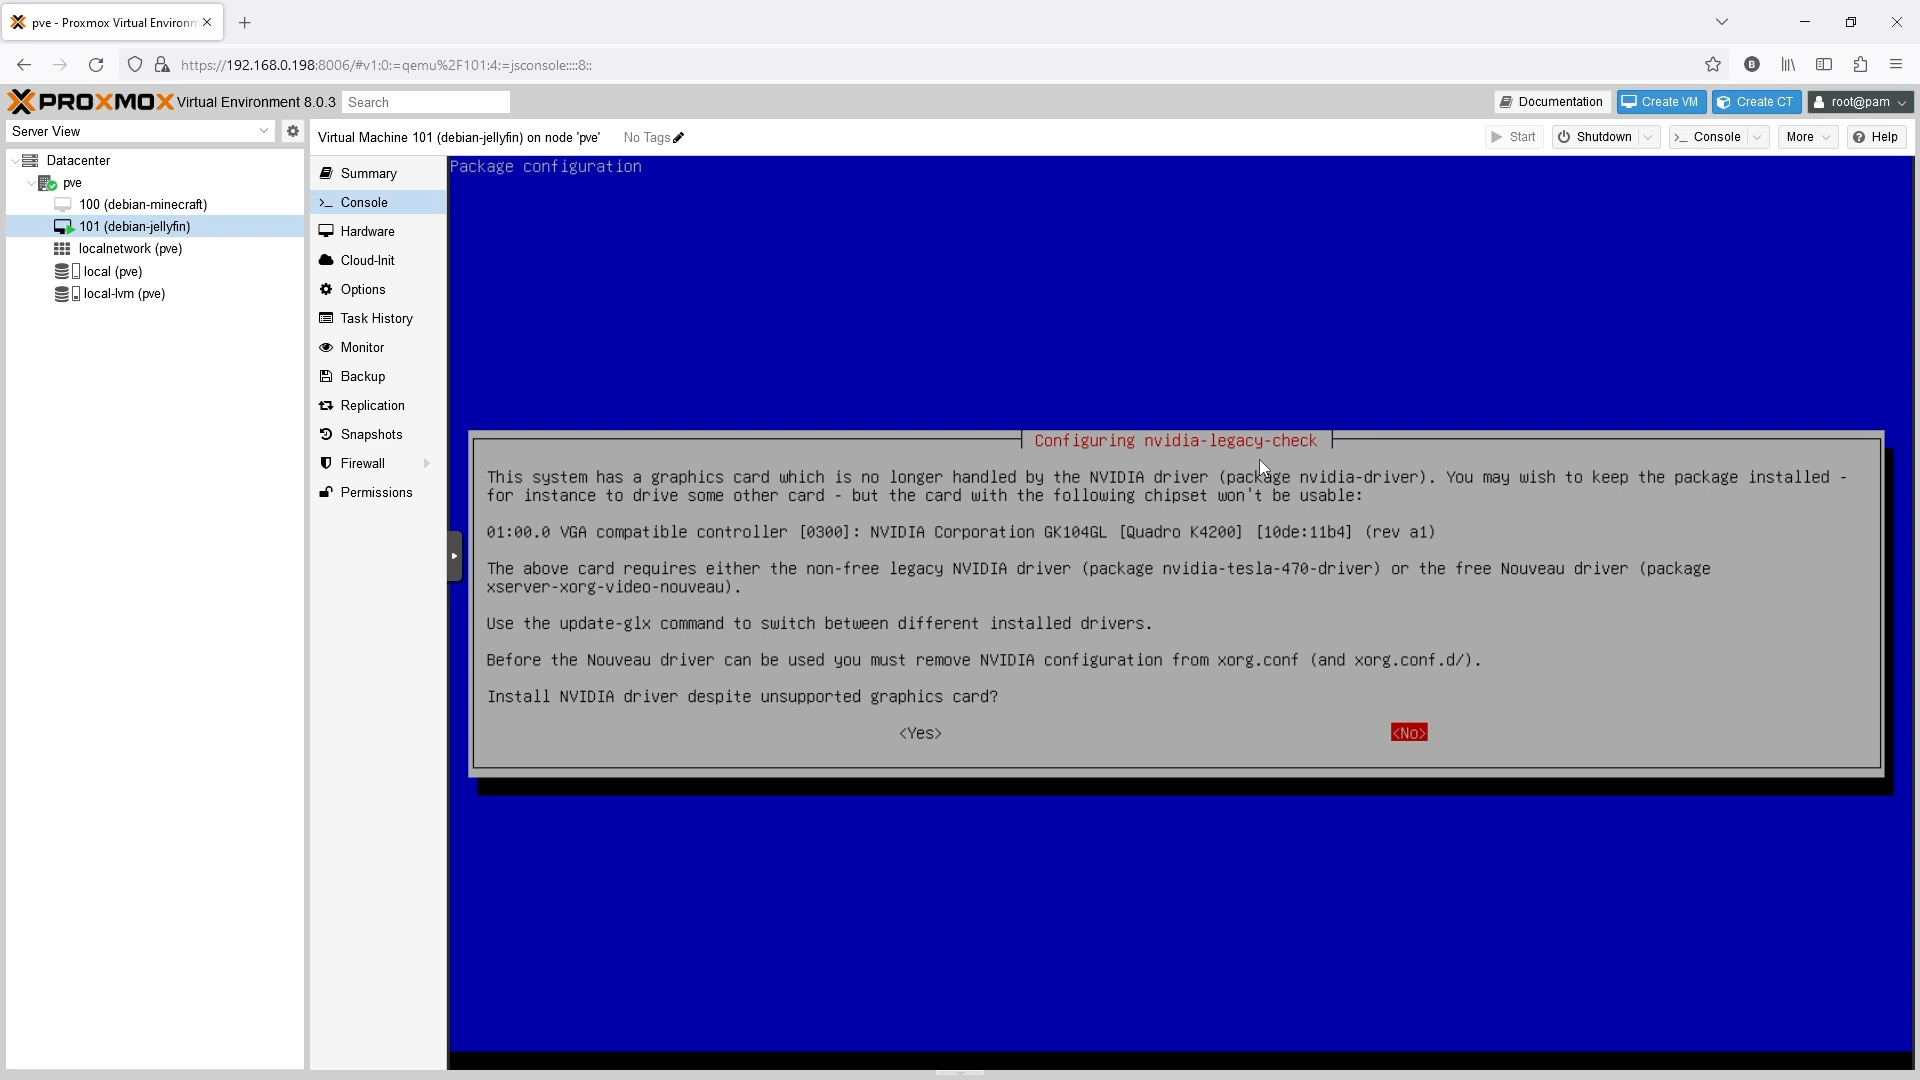 pve - Proxmox Virtual Environm
https://192.168.0.198:8006/#v1:0:=qemu%2F101:4:=jsconsole::::8::
B
PROXMOX Virtual Environment 8.0.3
Search
Documentation
Create VM
Create CT
root@pam
Server View
Virtual Machine 101 (debian-jellyfin) on node 'pve'
No Tags
Start
Shutdown
Console
More
Help
Datacenter
pve
100 (debian-minecraft)
101 (debian-jellyfin)
localnetwork (pve)
local (pve)
local-lvm (pve)
Summary
Console
Hardware
Cloud-Init
Options
Task History
Monitor
Backup
Replication
Snapshots
Firewall
Permissions
Package configuration
Configuring nvidia-legacy-check
This system has a graphics card which is no longer handled by the NVIDIA driver (package nvidia-driver). You may wish to keep the package installed -
for instance to drive some other card - but the card with the following chipset won't be usable:
01:00.0 VGA compatible controller [0300]: NVIDIA Corporation GK104GL [Quadro K4200] [10de:11b4] (rev a1)
The above card requires either the non-free legacy NVIDIA driver (package nvidia-tesla-470-driver) or the free Nouveau driver (package
xserver-xorg-video-nouveau).
Use the update-glx command to switch between different installed drivers.
Before the Nouveau driver can be used you must remove NVIDIA configuration from xorg.conf (and xorg.conf.d/).
Install NVIDIA driver despite unsupported graphics card?
<Yes>
<No>